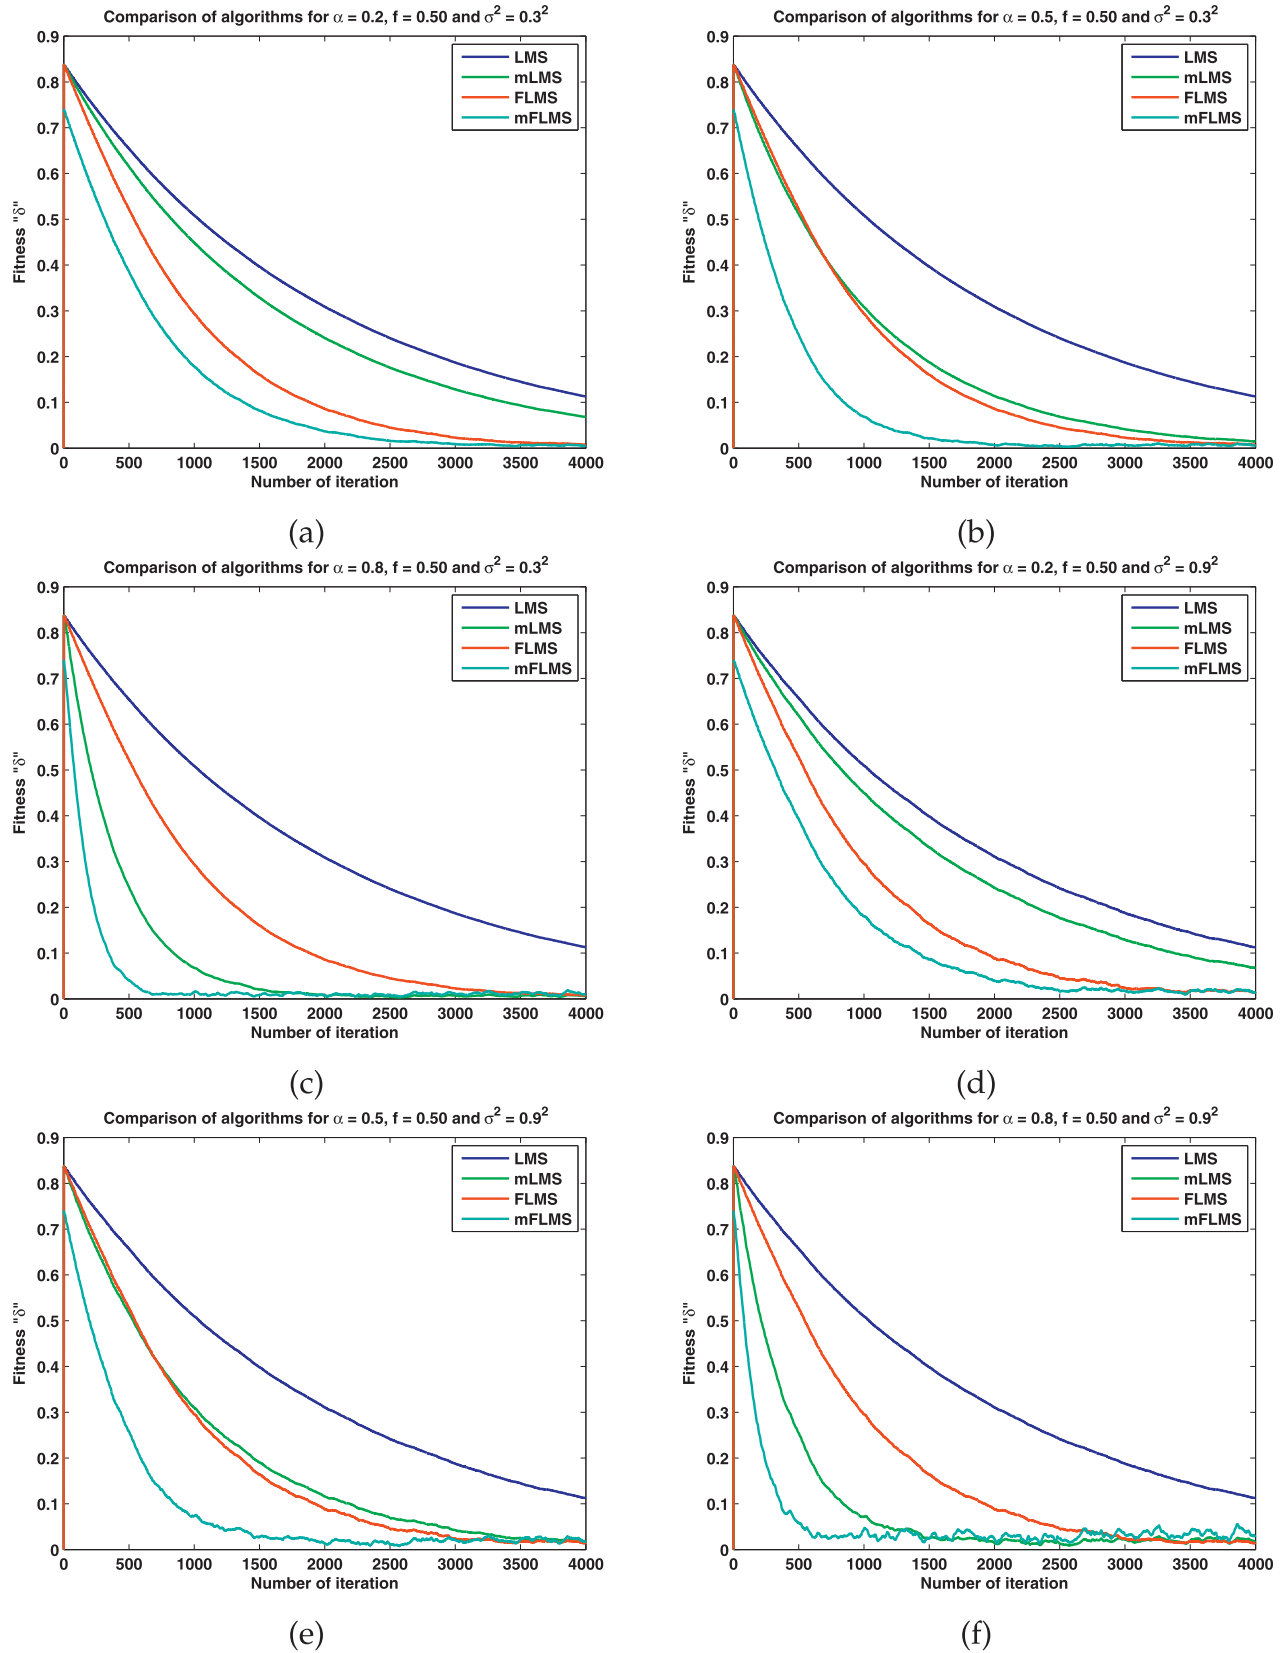 Comparison of algorithms for α = 0.2, f = 0.50 and σ² = 0.3²
0.9
0.8
0.7
0.6
0.5
0.4
0.3
0.2
0.1
0
Fitness "δ"
LMS
mLMS
FLMS
mFLMS
0 500 1000 1500 2000 2500 3000 3500 4000
Number of iteration
(a)
Comparison of algorithms for α = 0.5, f = 0.50 and σ² = 0.3²
0.9
0.8
0.7
0.6
0.5
0.4
0.3
0.2
0.1
0
Fitness "δ"
LMS
mLMS
FLMS
mFLMS
0 500 1000 1500 2000 2500 3000 3500 4000
Number of iteration
(b)
Comparison of algorithms for α = 0.8, f = 0.50 and σ² = 0.3²
0.9
0.8
0.7
0.6
0.5
0.4
0.3
0.2
0.1
0
Fitness "δ"
LMS
mLMS
FLMS
mFLMS
0 500 1000 1500 2000 2500 3000 3500 4000
Number of iteration
(c)
Comparison of algorithms for α = 0.2, f = 0.50 and σ² = 0.9²
0.9
0.8
0.7
0.6
0.5
0.4
0.3
0.2
0.1
0
Fitness "δ"
LMS
mLMS
FLMS
mFLMS
0 500 1000 1500 2000 2500 3000 3500 4000
Number of iteration
(d)
Comparison of algorithms for α = 0.5, f = 0.50 and σ² = 0.9²
0.9
0.8
0.7
0.6
0.5
0.4
0.3
0.2
0.1
0
Fitness "δ"
LMS
mLMS
FLMS
mFLMS
0 500 1000 1500 2000 2500 3000 3500 4000
Number of iteration
(e)
Comparison of algorithms for α = 0.8, f = 0.50 and σ² = 0.9²
0.9
0.8
0.7
0.6
0.5
0.4
0.3
0.2
0.1
0
Fitness "δ"
LMS
mLMS
FLMS
mFLMS
0 500 1000 1500 2000 2500 3000 3500 4000
Number of iteration
(f)